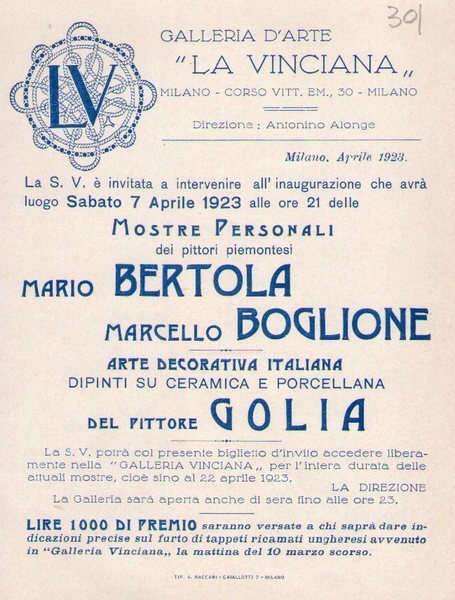 301
LV
GALLERIA D'ARTE
"LA VINCIANA„
MILANO - CORSO VITT. EM., 30 - MILANO
Direzione : Antonino Alonge
Milano, Aprile 1923.
La S. V. è invitata a intervenire all'inaugurazione che avrà
luogo Sabato 7 Aprile 1923 alle ore 21 delle
MOSTRE PERSONALI
dei pittori piemontesi
MARIO BERTOLA
MARCELLO BOGLIONE
ARTE DECORATIVA ITALIANA
DIPINTI SU CERAMICA E PORCELLANA
DEL PITTORE GOLIA
La S. V. potrà col presente biglietto d'invito accedere libera-
mente nella "GALLERIA VINCIANA„ per l'intera durata delle
attuali mostre, cioè sino al 22 aprile 1923.
LA DIREZIONE
La Galleria sarà aperta anche di sera fino alle ore 23.
LIRE 1000 DI PREMIO saranno versate a chi saprà dare in-
dicazioni precise sul furto di tappeti ricamati ungheresi avvenuto
in "Galleria Vinciana„ la mattina del 10 marzo scorso.
TIP. A. MACCARI - CAVALLOTTI 7 - MILANO